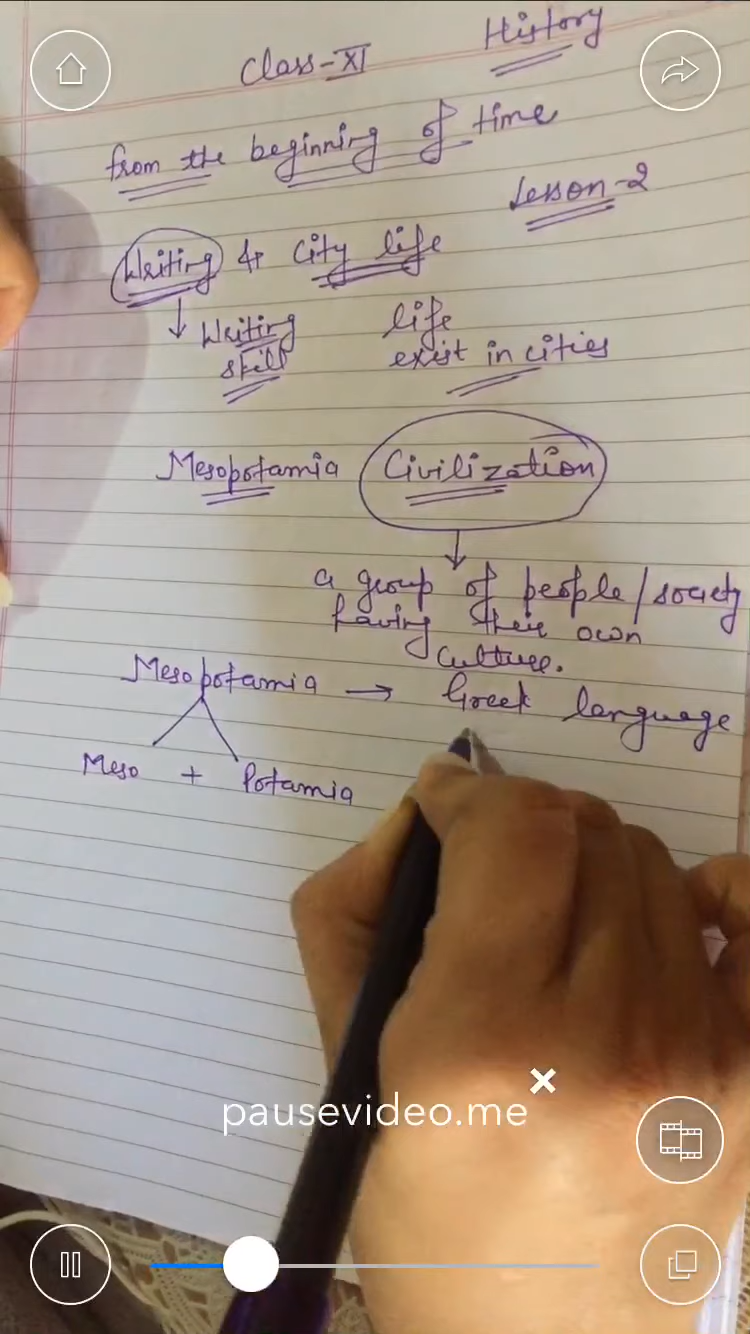 History
Class-XI
from the beginning of time
Lesson-2
Writing & City life
Writing skill
life exist in cities
Mesopotamia Civilization
a group of people/society
having their own
culture.
Mesopotamia → Greek language
Meso + Potamia
pausevideo.me